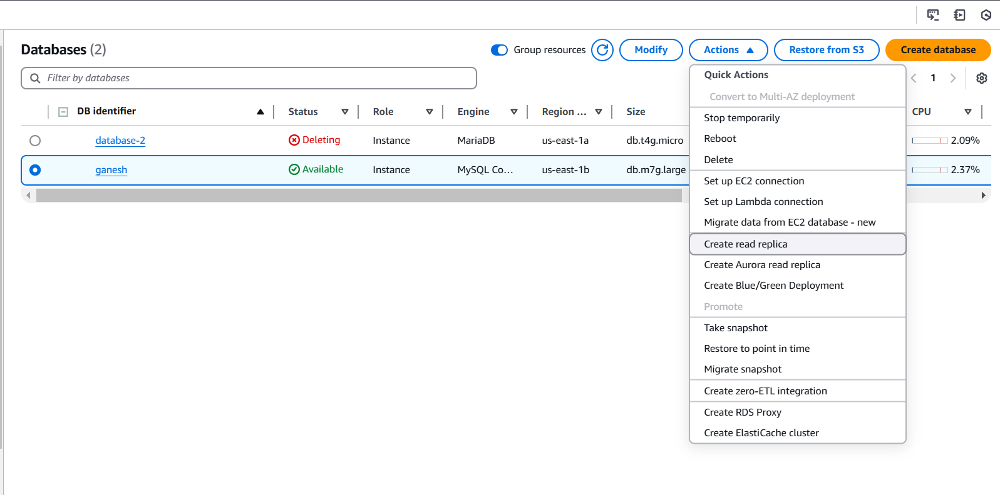 Databases (2)
Group resources
Modify
Actions
Restore from S3
Create database
Filter by databases
1
DB identifier
Status
Role
Engine
Region ...
Size
CPU
database-2
Deleting
Instance
MariaDB
us-east-1a
db.t4g.micro
2.09%
ganesh
Available
Instance
MySQL Co...
us-east-1b
db.m7g.large
2.37%
Quick Actions
Convert to Multi-AZ deployment
Stop temporarily
Reboot
Delete
Set up EC2 connection
Set up Lambda connection
Migrate data from EC2 database - new
Create read replica
Create Aurora read replica
Create Blue/Green Deployment
Promote
Take snapshot
Restore to point in time
Migrate snapshot
Create zero-ETL integration
Create RDS Proxy
Create ElastiCache cluster